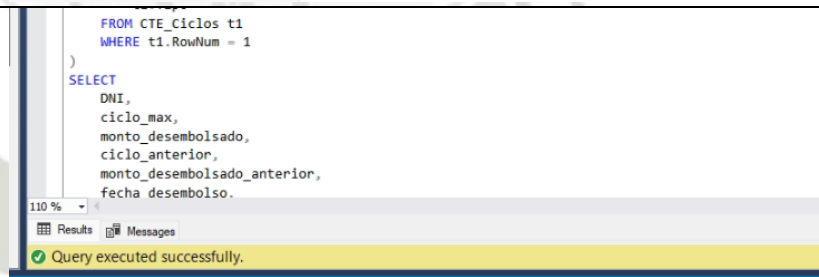 FROM CTE_Ciclos t1
WHERE t1.RowNum = 1
)
SELECT
DNI,
ciclo_max,
monto_desembolsado,
ciclo_anterior,
monto_desembolsado_anterior,
fecha_desembolso,
110 %
Results Messages
Query executed successfully.